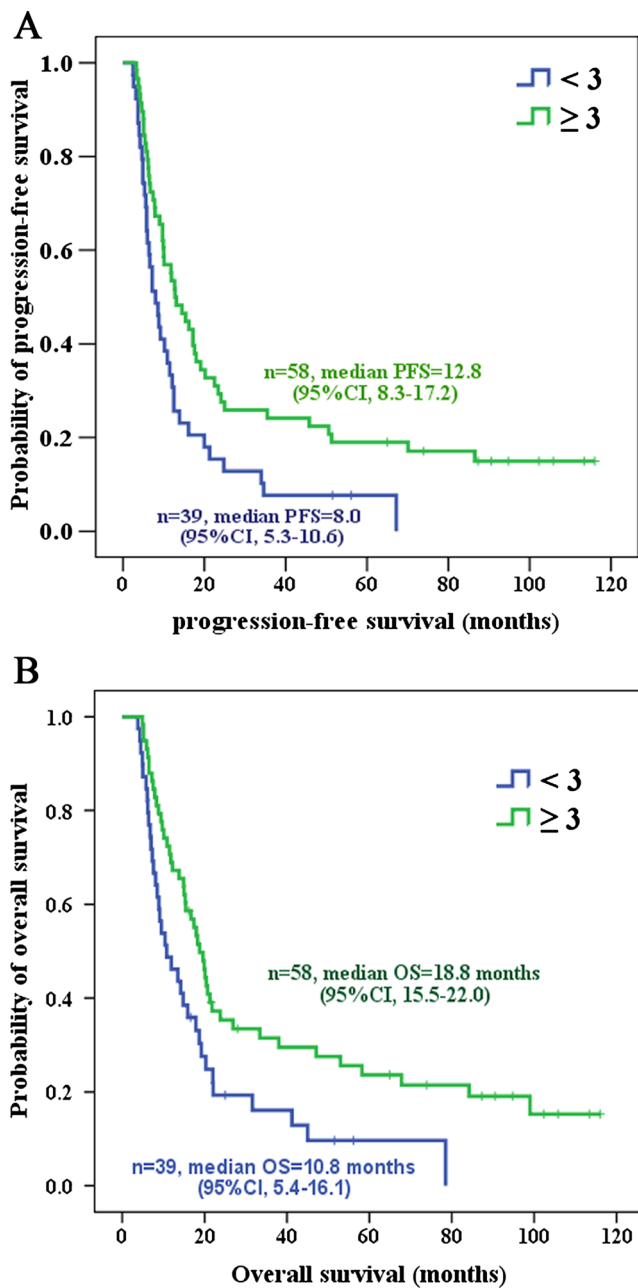 A
< 3
≥ 3
1.0
0.8
0.6
0.4
0.2
0.0
Probability of progression-free survival
n=58, median PFS=12.8
(95%CI, 8.3-17.2)
n=39, median PFS=8.0
(95%CI, 5.3-10.6)
0 20 40 60 80 100 120
progression-free survival (months)
B
< 3
≥ 3
1.0
0.8
0.6
0.4
0.2
0.0
Probability of overall survival
n=58, median OS=18.8 months
(95%CI, 15.5-22.0)
n=39, median OS=10.8 months
(95%CI, 5.4-16.1)
0 20 40 60 80 100 120
Overall survival (months)